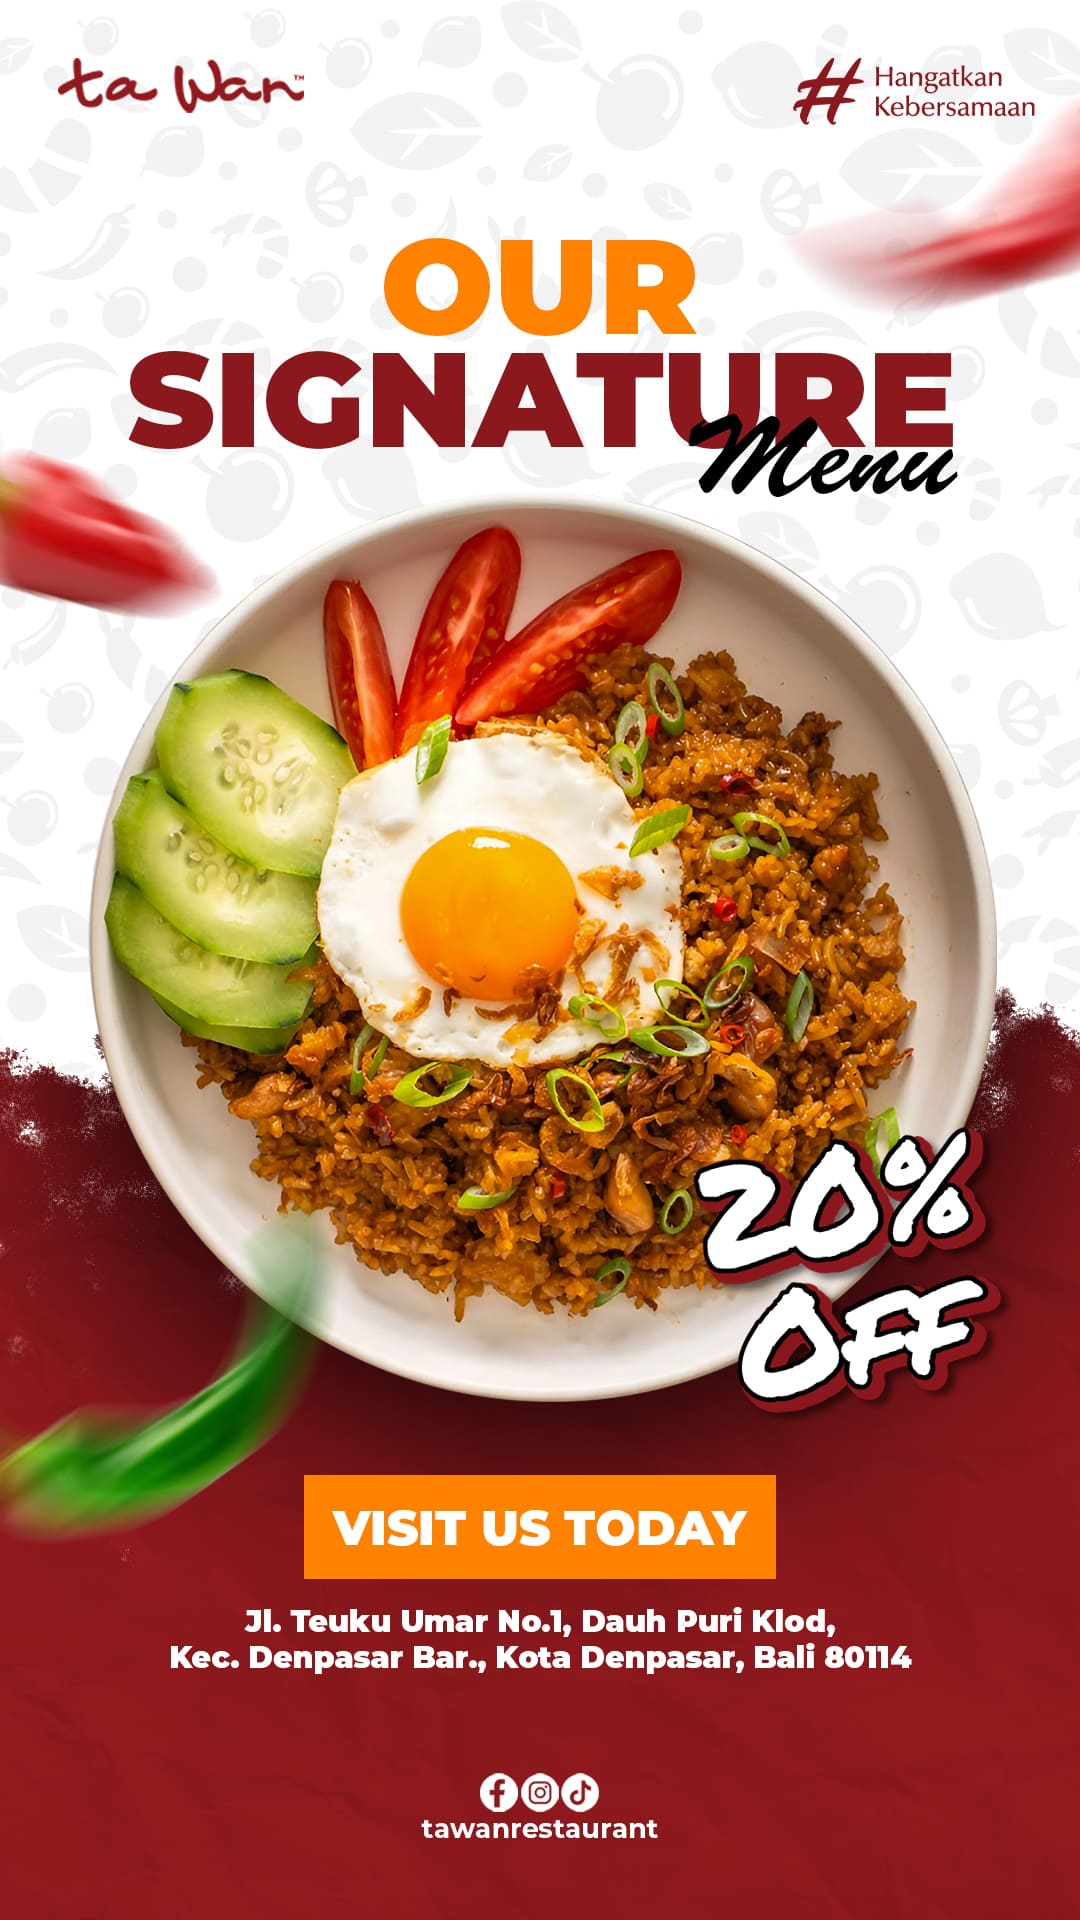 ta wan™
# Hangatkan
Kebersamaan
OUR
SIGNATURE
Menu
20%
OFF
VISIT US TODAY
Jl. Teuku Umar No.1, Dauh Puri Klod,
Kec. Denpasar Bar., Kota Denpasar, Bali 80114
tawanrestaurant